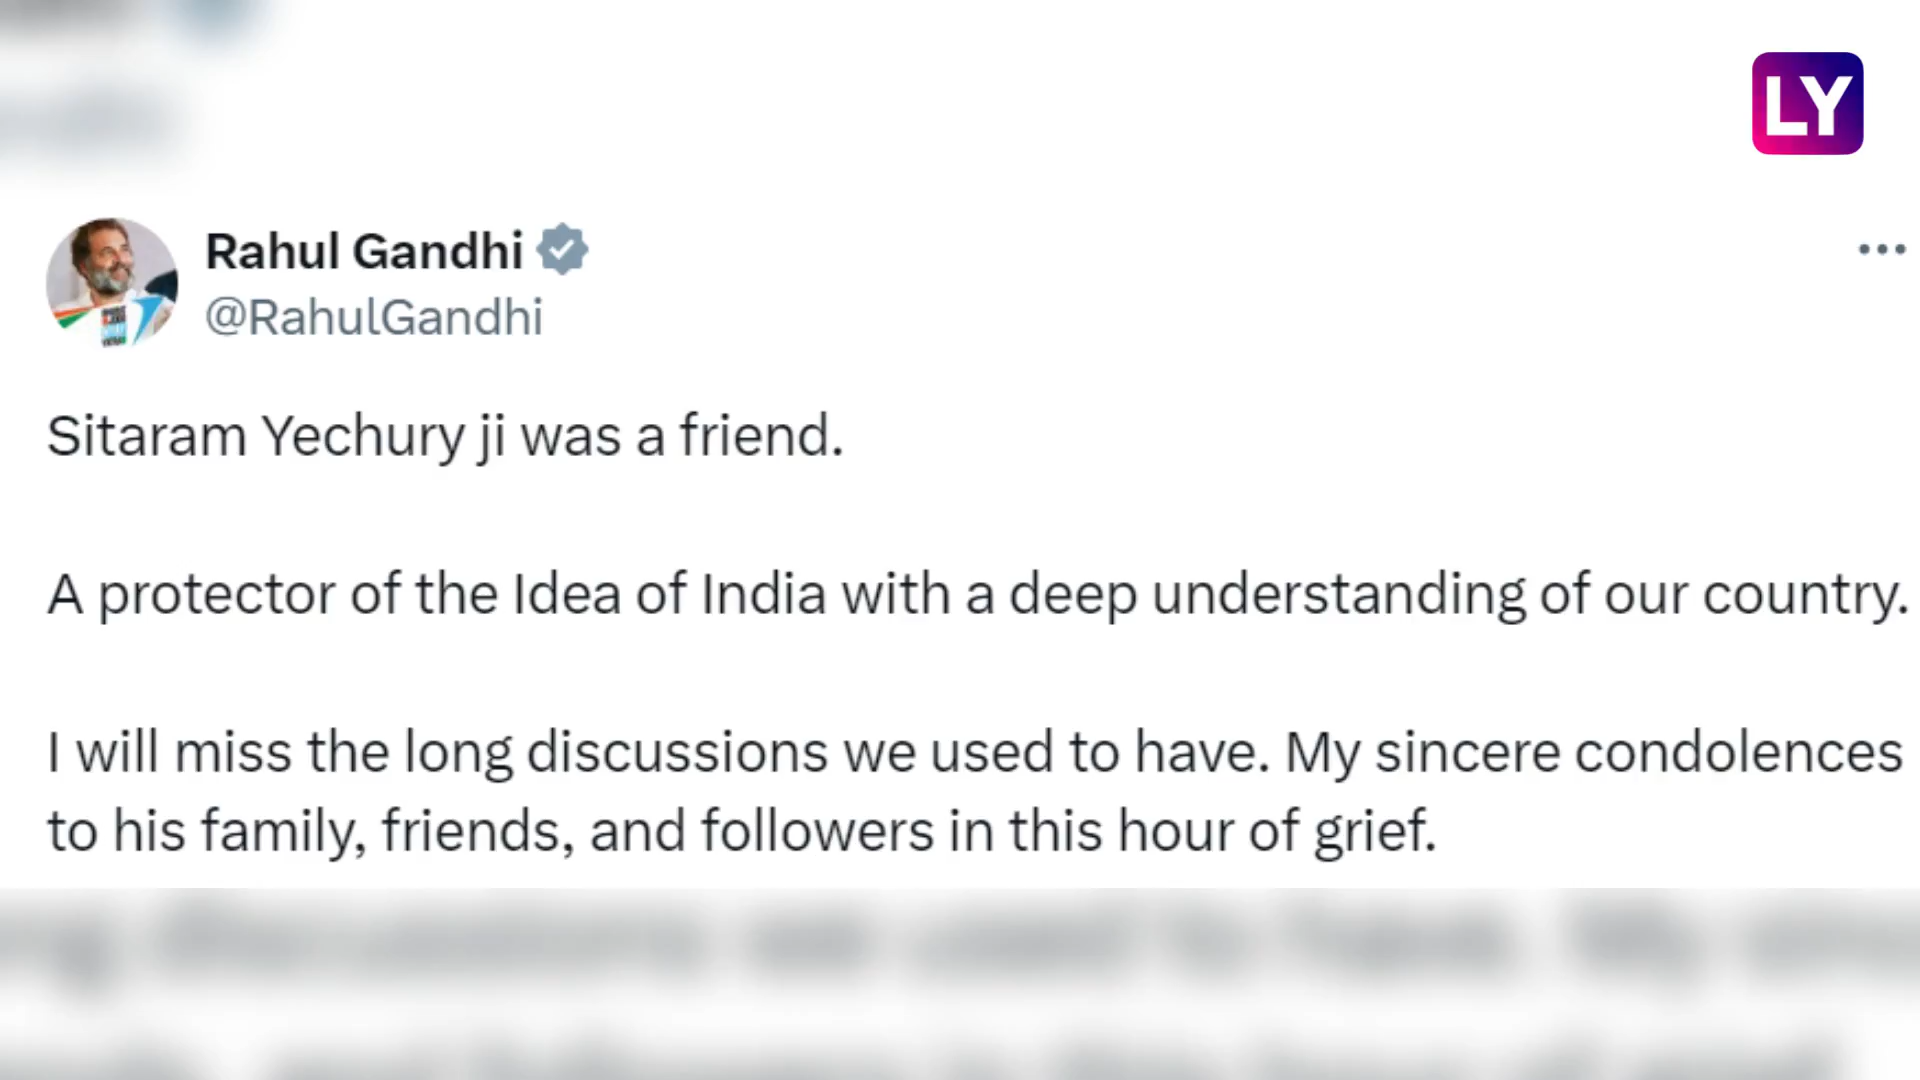 LY
Rahul Gandhi
@RahulGandhi
Sitaram Yechury ji was a friend.
A protector of the Idea of India with a deep understanding of our country.
I will miss the long discussions we used to have. My sincere condolences
to his family, friends, and followers in this hour of grief.